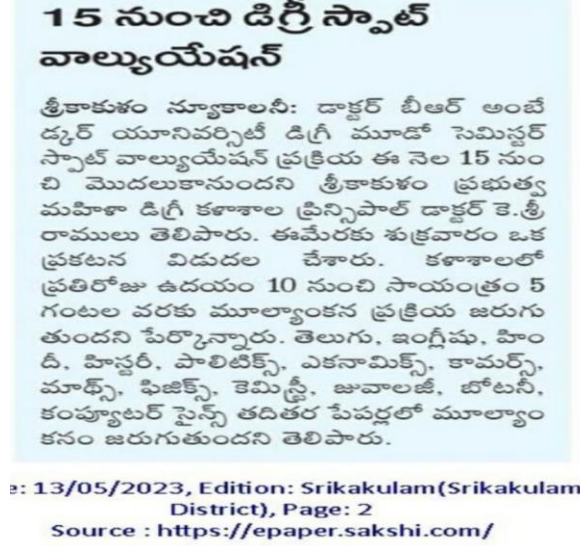 15 నుంచి డిగ్రీ స్పాట్
వాల్యుయేషన్
శ్రీకాకుళం న్యూకాలనీ: డాక్టర్ బీఆర్ అంబే
డ్కర్ యూనివర్సిటీ డిగ్రీ మూడో సెమిస్టర్
స్పాట్ వాల్యుయేషన్ ప్రక్రియ ఈ నెల 15 నుం
చి మొదలుకానుందని శ్రీకాకుళం ప్రభుత్వ
మహిళా డిగ్రీ కళాశాల ప్రిన్సిపాల్ డాక్టర్ కె.శ్రీ
రాములు తెలిపారు. ఈమేరకు శుక్రవారం ఒక
ప్రకటన విడుదల చేశారు. కళాశాలలో
ప్రతిరోజు ఉదయం 10 నుంచి సాయంత్రం 5
గంటల వరకు మూల్యాంకన ప్రక్రియ జరుగు
తుందని పేర్కొన్నారు. తెలుగు, ఇంగ్లీషు, హిం
దీ, హిస్టరీ, పాలిటిక్స్, ఎకనామిక్స్, కామర్స్,
మాథ్స్, ఫిజిక్స్, కెమిస్ట్రీ, జువాలజీ, బోటనీ,
కంప్యూటర్ సైన్స్ తదితర పేపర్లలో మూల్యాం
కనం జరుగుతుందని తెలిపారు.
e: 13/05/2023, Edition: Srikakulam(Srikakulam
District), Page: 2
Source : https://epaper.sakshi.com/